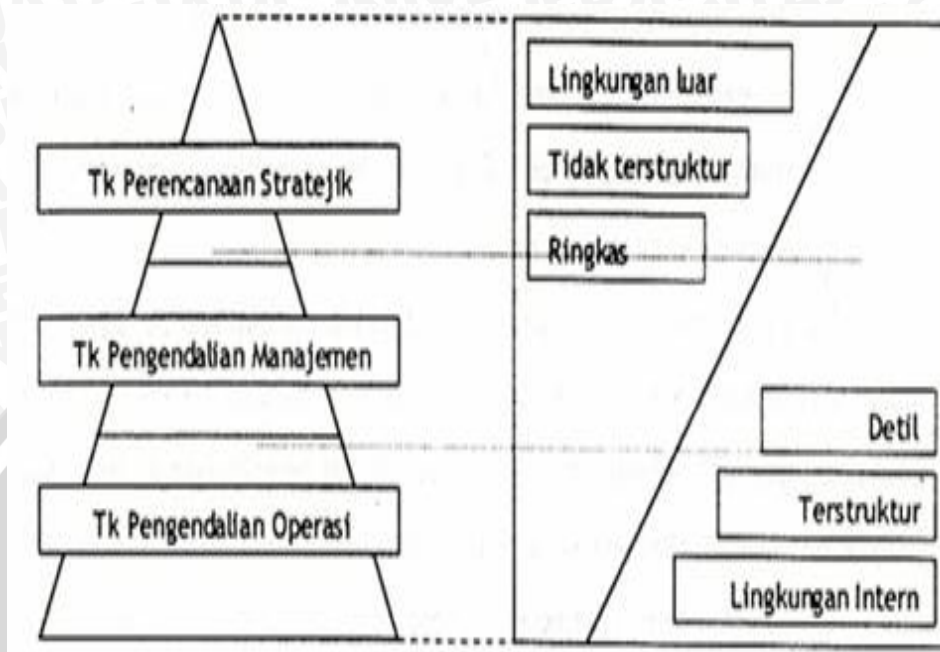 Lingkungan luar
Tidak terstruktur
Ringkas
Tk Perencanaan Stratejik
Tk Pengendalian Manajemen
Tk Pengendalian Operasi
Detil
Terstruktur
Lingkungan Intern